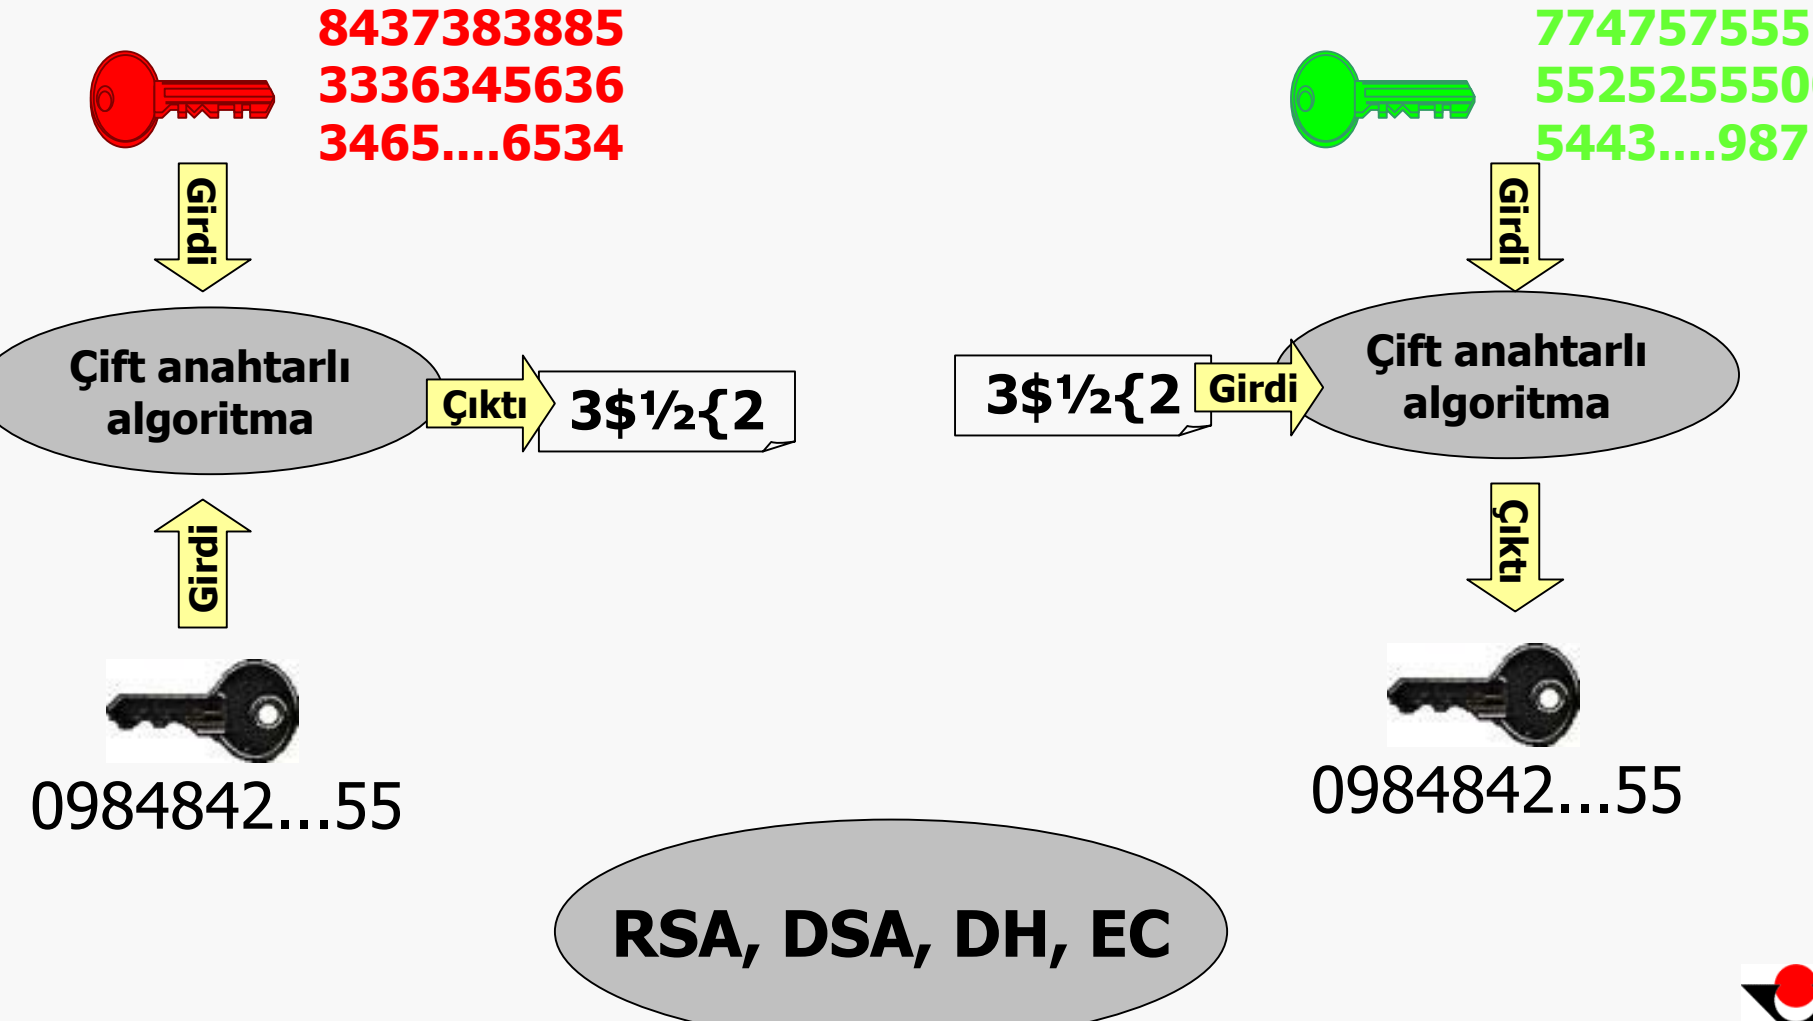 8437383885
3336345636
3465....6534
Girdi
Çift anahtarlı
algoritma
Çıktı
3$½{2
Girdi
0984842...55
774757555
552525550
5443....987
Girdi
3$½{2
Girdi
Çift anahtarlı
algoritma
Çıktı
0984842...55
RSA, DSA, DH, EC